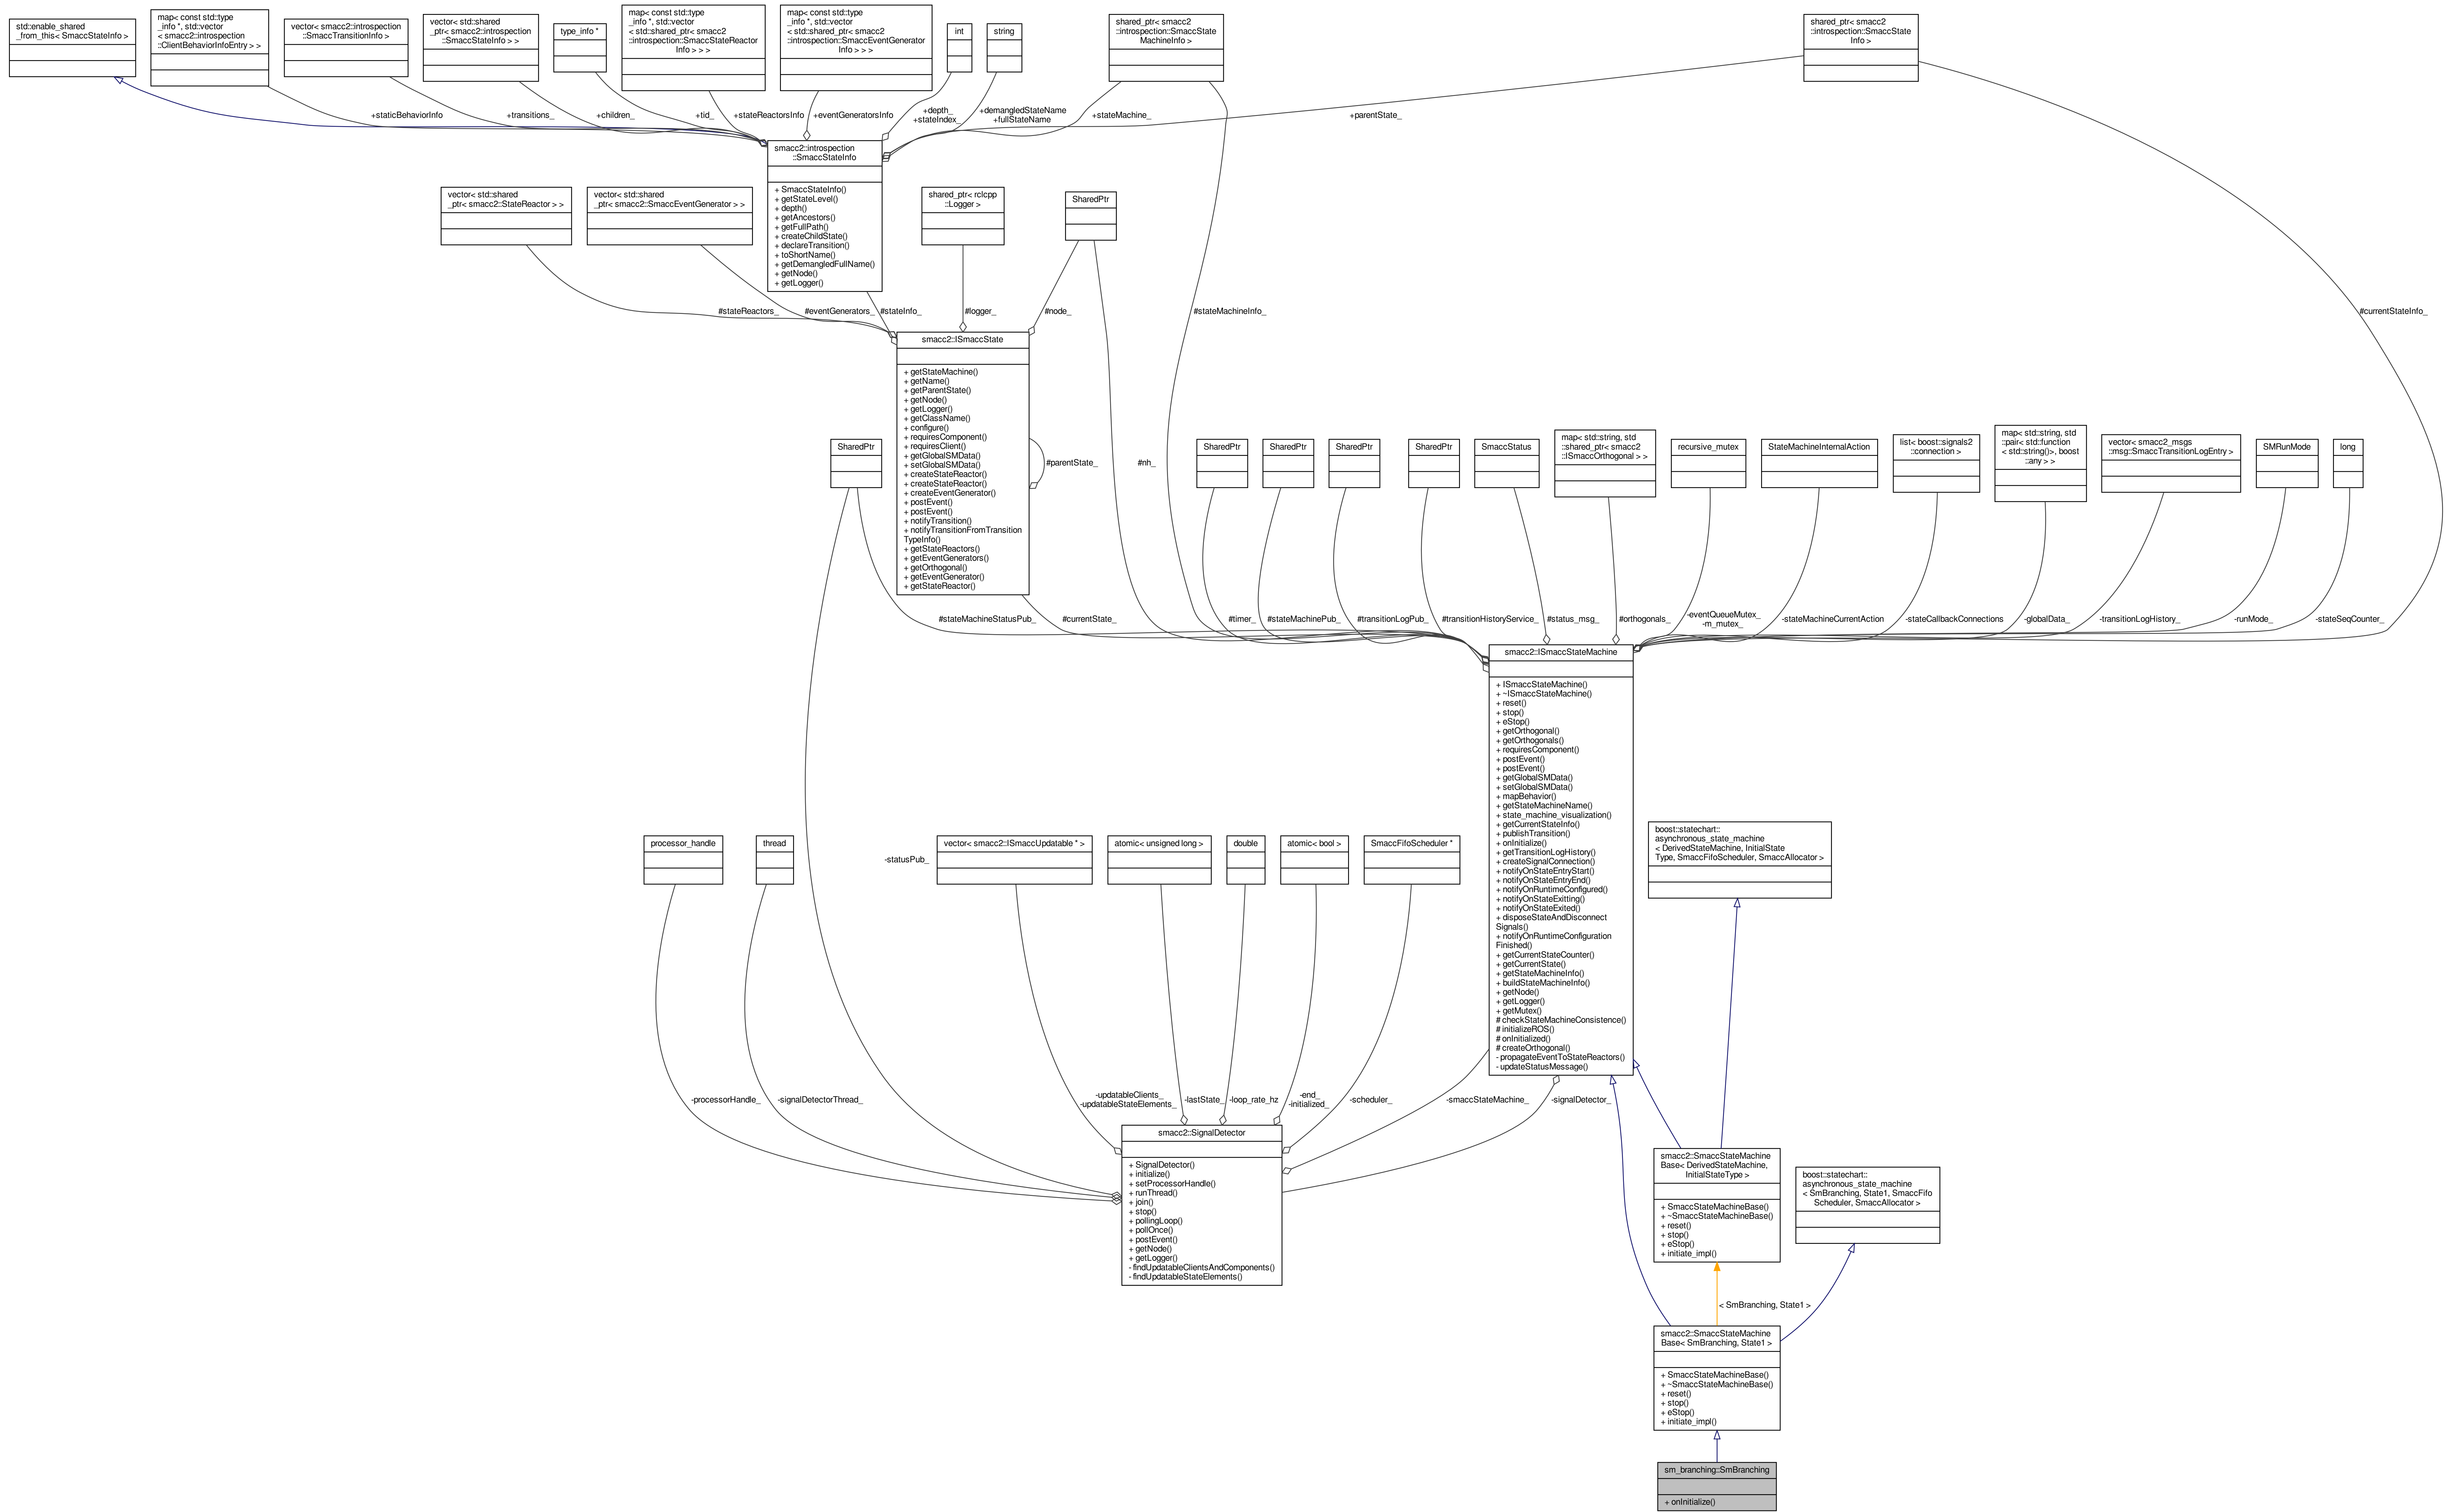 std::enable_shared
_from_this< SmaccStateInfo >
map< const std::type
_info *, std::vector
< smacc2::introspection
::ClientBehaviorInfoEntry > >
vector< smacc2::introspection
::SmaccTransitionInfo >
vector< std::shared
_ptr< smacc2::introspection
::SmaccStateInfo > >
type_info *
map< const std::type
_info *, std::vector
< std::shared_ptr< smacc2
::introspection::SmaccStateReactor
Info > > >
map< const std::type
_info *, std::vector
< std::shared_ptr< smacc2
::introspection::SmaccEventGenerator
Info > > >
int
string
shared_ptr< smacc2
::introspection::SmaccState
MachineInfo >
shared_ptr< smacc2
::introspection::SmaccState
Info >
+staticBehaviorInfo
+transitions_
+children_
+tid_
+stateReactorsInfo
+eventGeneratorsInfo
+depth_
+stateIndex_
+demangledStateName
+fullStateName
+stateMachine_
+parentState_
smacc2::introspection
::SmaccStateInfo
+ SmaccStateInfo()
+ getStateLevel()
+ depth()
+ getAncestors()
+ getFullPath()
+ createChildState()
+ declareTransition()
+ toShortName()
+ getDemangledFullName()
+ getNode()
+ getLogger()
vector< std::shared
_ptr< smacc2::StateReactor > >
vector< std::shared
_ptr< smacc2::SmaccEventGenerator > >
shared_ptr< rclcpp
::Logger >
SharedPtr
#stateReactors_
#eventGenerators_
#stateInfo_
#logger_
#node_
#stateMachineInfo_
#currentStateInfo_
smacc2::ISmaccState
+ getStateMachine()
+ getName()
+ getParentState()
+ getNode()
+ getLogger()
+ getClassName()
+ configure()
+ requiresComponent()
+ requiresClient()
+ getGlobalSMData()
+ setGlobalSMData()
+ createStateReactor()
+ createStateReactor()
+ createEventGenerator()
+ postEvent()
+ postEvent()
+ notifyTransition()
+ notifyTransitionFromTransition
TypeInfo()
+ getStateReactors()
+ getEventGenerators()
+ getOrthogonal()
+ getEventGenerator()
+ getStateReactor()
#parentState_
#nh_
SharedPtr
SharedPtr
SharedPtr
SharedPtr
SharedPtr
SmaccStatus
map< std::string, std
::shared_ptr< smacc2
::ISmaccOrthogonal > >
recursive_mutex
StateMachineInternalAction
list< boost::signals2
::connection >
map< std::string, std
::pair< std::function
< std::string()>, boost
::any > >
vector< smacc2_msgs
::msg::SmaccTransitionLogEntry >
SMRunMode
long
#stateMachineStatusPub_
#currentState_
#timer_
#stateMachinePub_
#transitionLogPub_
#transitionHistoryService_
#status_msg_
#orthogonals_
-eventQueueMutex_
-m_mutex_
-stateMachineCurrentAction
-stateCallbackConnections
-globalData_
-transitionLogHistory_
-runMode_
-stateSeqCounter_
smacc2::ISmaccStateMachine
+ ISmaccStateMachine()
+ ~ISmaccStateMachine()
+ reset()
+ stop()
+ eStop()
+ getOrthogonal()
+ getOrthogonals()
+ requiresComponent()
+ postEvent()
+ postEvent()
+ getGlobalSMData()
+ setGlobalSMData()
+ mapBehavior()
+ getStateMachineName()
+ state_machine_visualization()
+ getCurrentStateInfo()
+ publishTransition()
+ onInitialize()
+ getTransitionLogHistory()
+ createSignalConnection()
+ notifyOnStateEntryStart()
+ notifyOnStateEntryEnd()
+ notifyOnRuntimeConfigured()
+ notifyOnStateExitting()
+ notifyOnStateExited()
+ disposeStateAndDisconnect
Signals()
+ notifyOnRuntimeConfiguration
Finished()
+ getCurrentStateCounter()
+ getCurrentState()
+ getStateMachineInfo()
+ buildStateMachineInfo()
+ getNode()
+ getLogger()
+ getMutex()
# checkStateMachineConsistence()
# initializeROS()
# onInitialized()
# createOrthogonal()
- propagateEventToStateReactors()
- updateStatusMessage()
processor_handle
thread
-statusPub_
vector< smacc2::ISmaccUpdatable * >
atomic< unsigned long >
double
atomic< bool >
SmaccFifoScheduler *
boost::statechart::
asynchronous_state_machine
< DerivedStateMachine, InitialState
Type, SmaccFifoScheduler, SmaccAllocator >
-processorHandle_
-signalDetectorThread_
-updatableClients_
-updatableStateElements_
-lastState_
-loop_rate_hz
-end_
-initialized_
-scheduler_
-smaccStateMachine_
-signalDetector_
smacc2::SignalDetector
+ SignalDetector()
+ initialize()
+ setProcessorHandle()
+ runThread()
+ join()
+ stop()
+ pollingLoop()
+ pollOnce()
+ postEvent()
+ getNode()
+ getLogger()
- findUpdatableClientsAndComponents()
- findUpdatableStateElements()
smacc2::SmaccStateMachine
Base< DerivedStateMachine,
InitialStateType >
+ SmaccStateMachineBase()
+ ~SmaccStateMachineBase()
+ reset()
+ stop()
+ eStop()
+ initiate_impl()
boost::statechart::
asynchronous_state_machine
< SmBranching, State1, SmaccFifo
Scheduler, SmaccAllocator >
< SmBranching, State1 >
smacc2::SmaccStateMachine
Base< SmBranching, State1 >
+ SmaccStateMachineBase()
+ ~SmaccStateMachineBase()
+ reset()
+ stop()
+ eStop()
+ initiate_impl()
sm_branching::SmBranching
+ onInitialize()